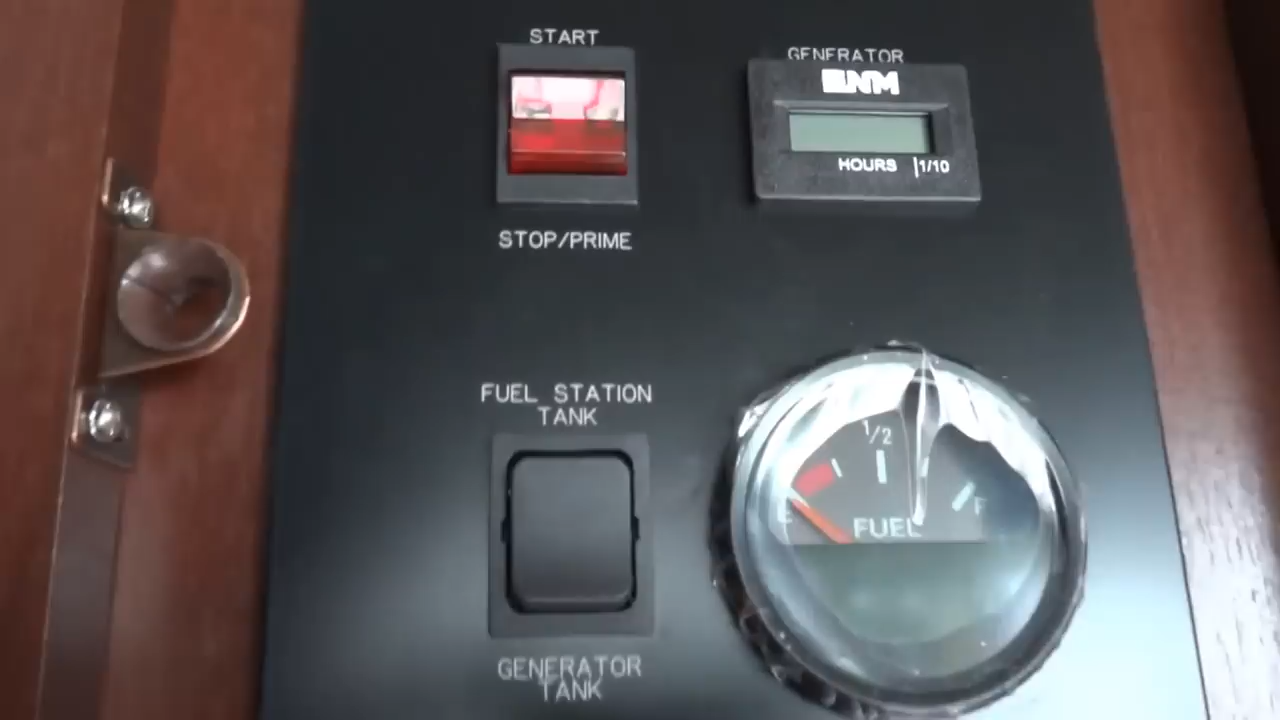 START
STOP/PRIME
GENERATOR
ENM
HOURS 1/10
FUEL STATION
TANK
GENERATOR
TANK
1/2
E
F
FUEL